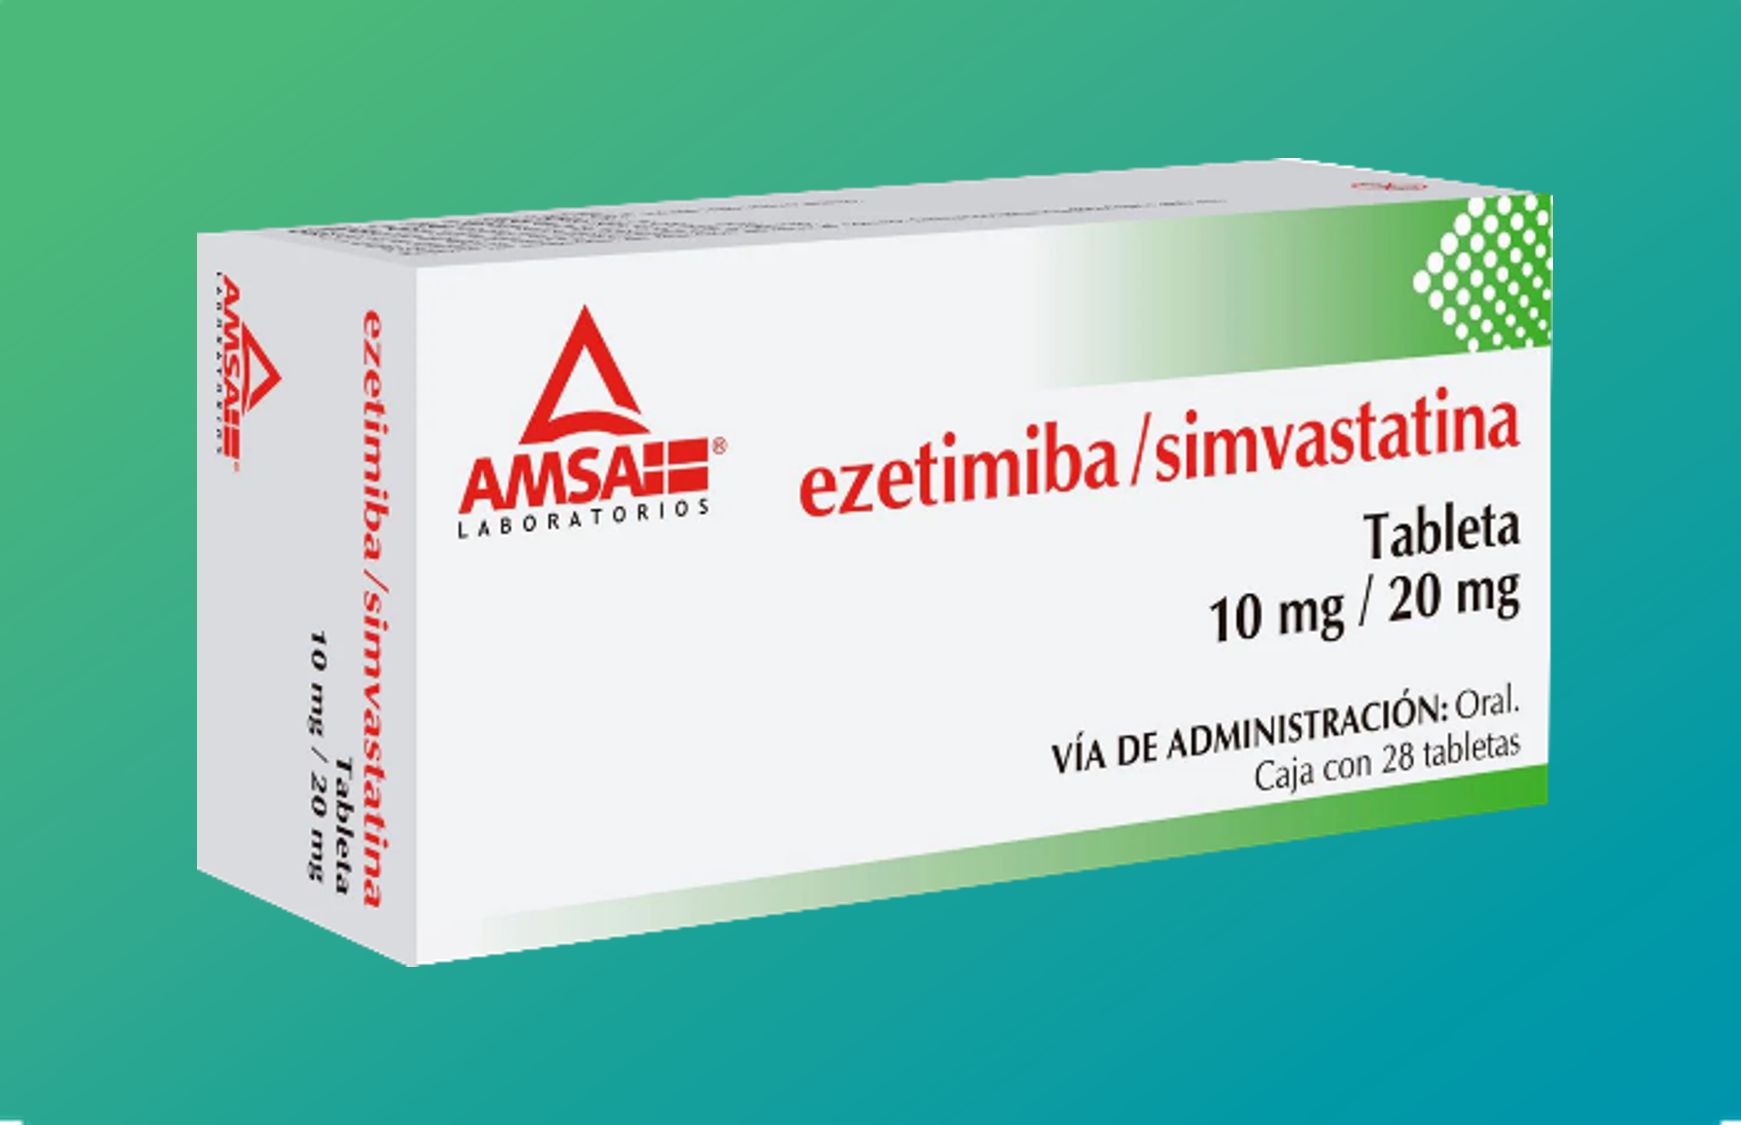 AMSA®
LABORATORIOS
ezetimiba/simvastatina
Tableta
10 mg / 20 mg
VÍA DE ADMINISTRACIÓN: Oral.
Caja con 28 tabletas
AMSA
LABORATORIOS
ezetimiba/simvastatina
Tableta
10 mg / 20 mg